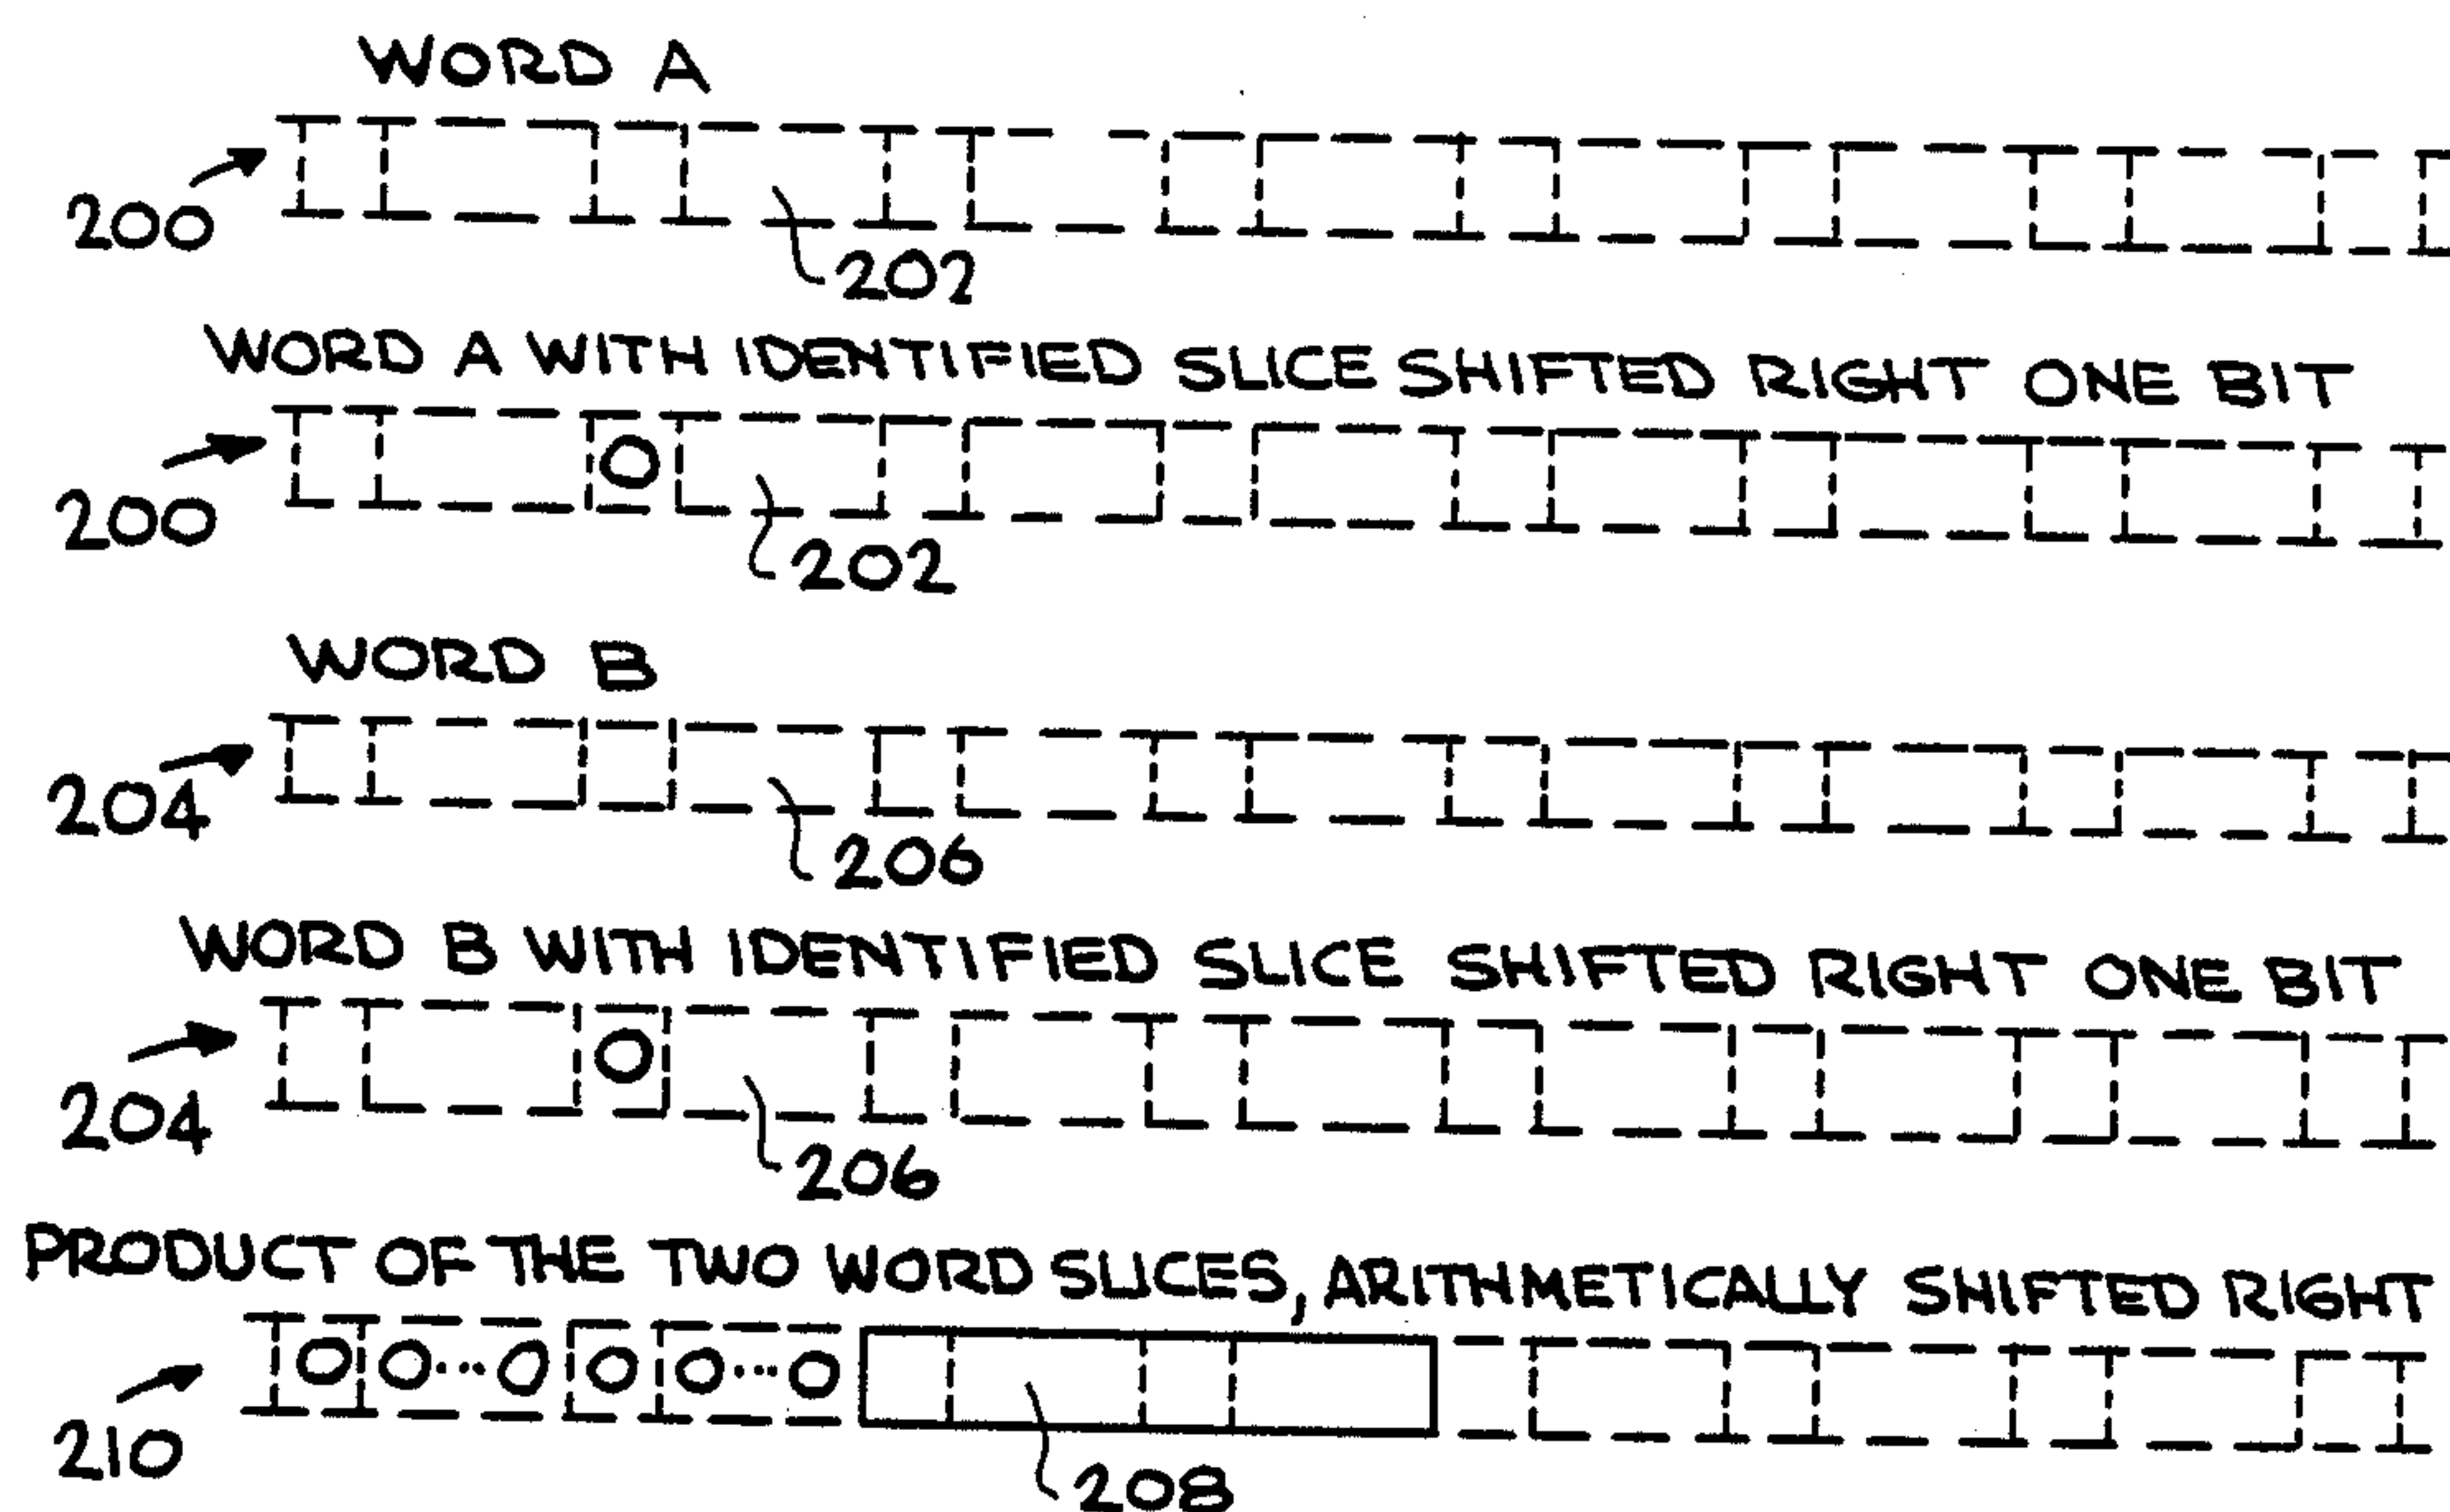 WORD A
200
202
WORD A WITH IDENTIFIED SLICE SHIFTED RIGHT ONE BIT
0
200
202
WORD B
204
206
WORD B WITH IDENTIFIED SLICE SHIFTED RIGHT ONE BIT
0
204
206
PRODUCT OF THE TWO WORD SLICES, ARITHMETICALLY SHIFTED RIGHT
0 0...0 0 0...0
210
208